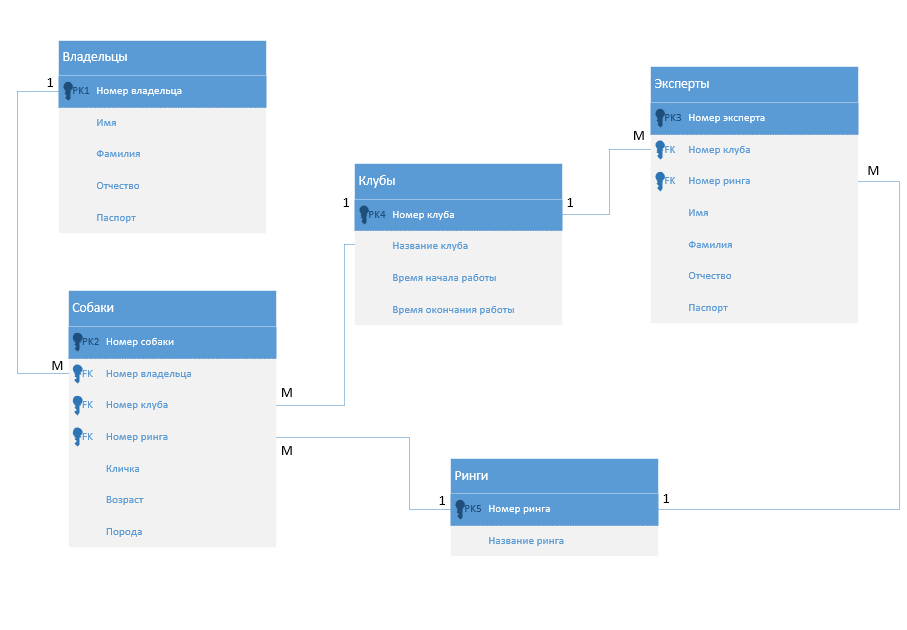 Владельцы
1
PK1 Номер владельца
Имя
Фамилия
Отчество
Паспорт
Эксперты
PK3 Номер эксперта
M
FK Номер клуба
M
FK Номер ринга
Имя
Фамилия
Отчество
Паспорт
Клубы
1
1
PK4 Номер клуба
Название клуба
Время начала работы
Время окончания работы
Собаки
PK2 Номер собаки
M
FK Номер владельца
M
FK Номер клуба
FK Номер ринга
M
Кличка
Возраст
Порода
Ринги
1
1
PK5 Номер ринга
Название ринга